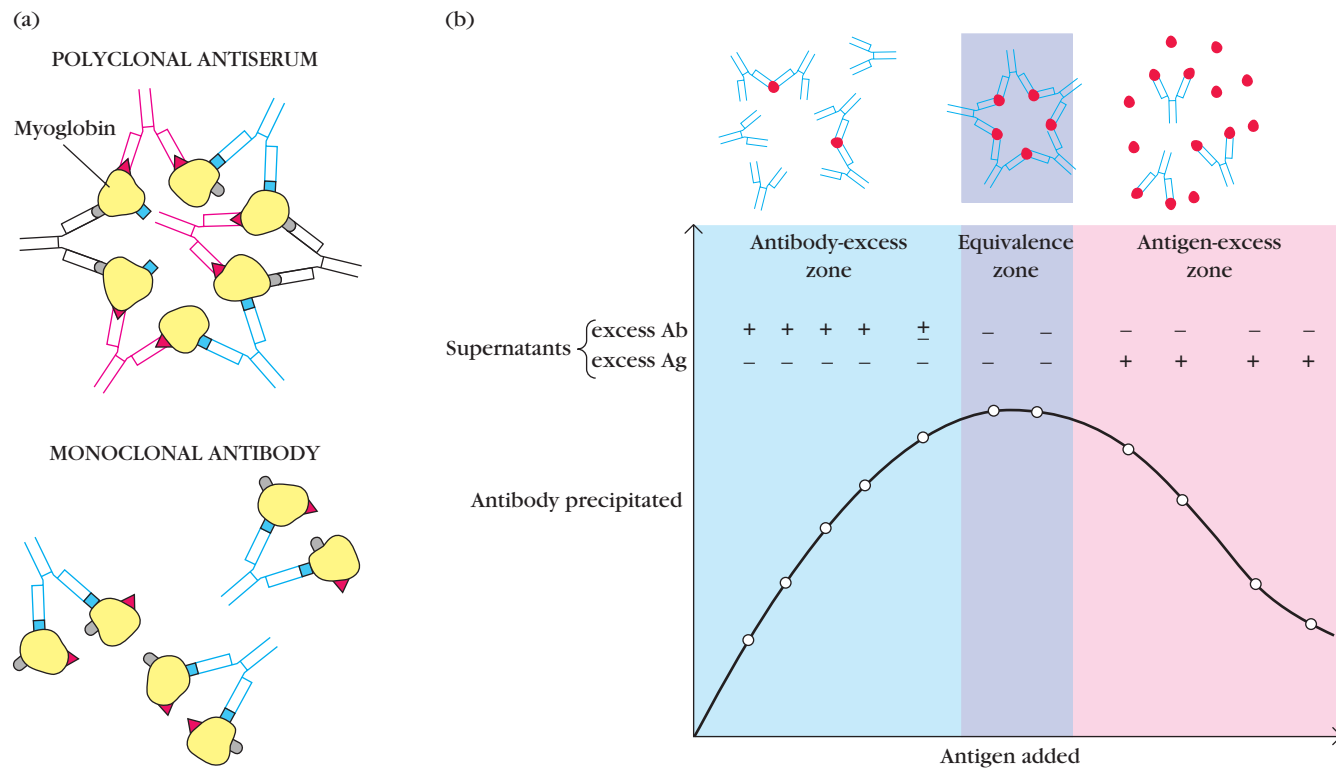 (a)
POLYCLONAL ANTISERUM
Myoglobin
MONOCLONAL ANTIBODY
(b)
Antibody-excess
zone
Equivalence
zone
Antigen-excess
zone
Supernatants
excess Ab + + + + ± – – – – – –
excess Ag – – – – – – – + + + +
Antibody precipitated
Antigen added